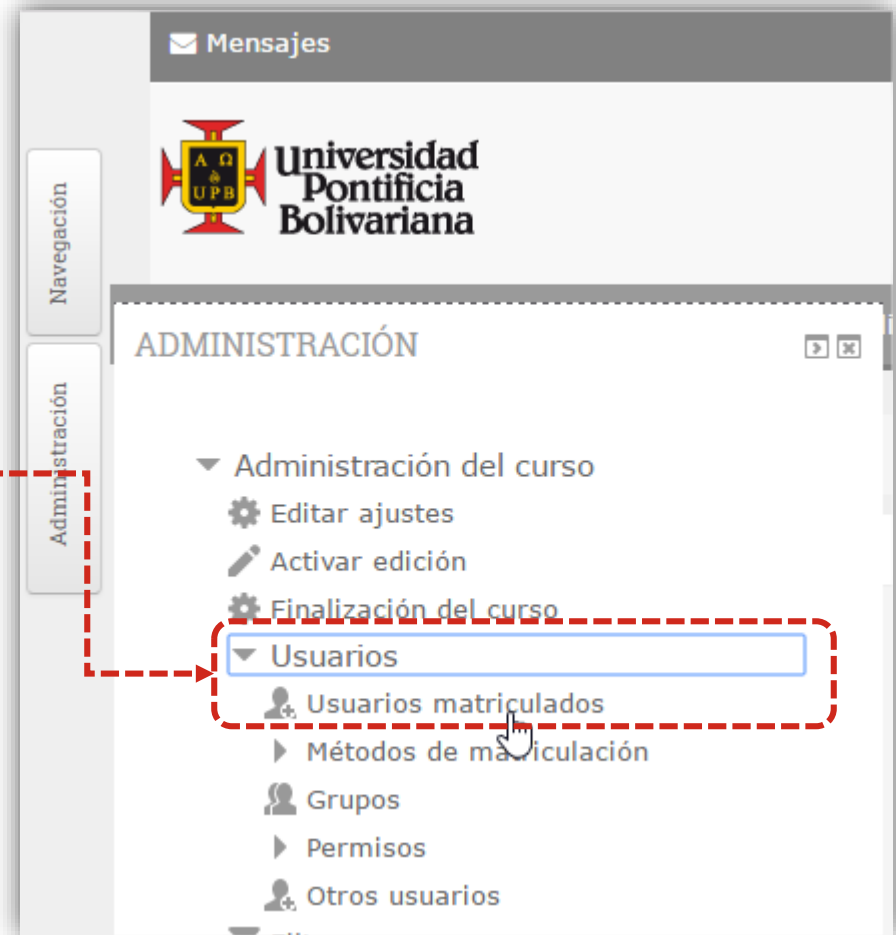 Mensajes
Α Ω
&
UPB
Universidad
Pontificia
Bolivariana
Navegación
Administración
ADMINISTRACIÓN
Administración del curso
Editar ajustes
Activar edición
Finalización del curso
Usuarios
Usuarios matriculados
Métodos de matriculación
Grupos
Permisos
Otros usuarios